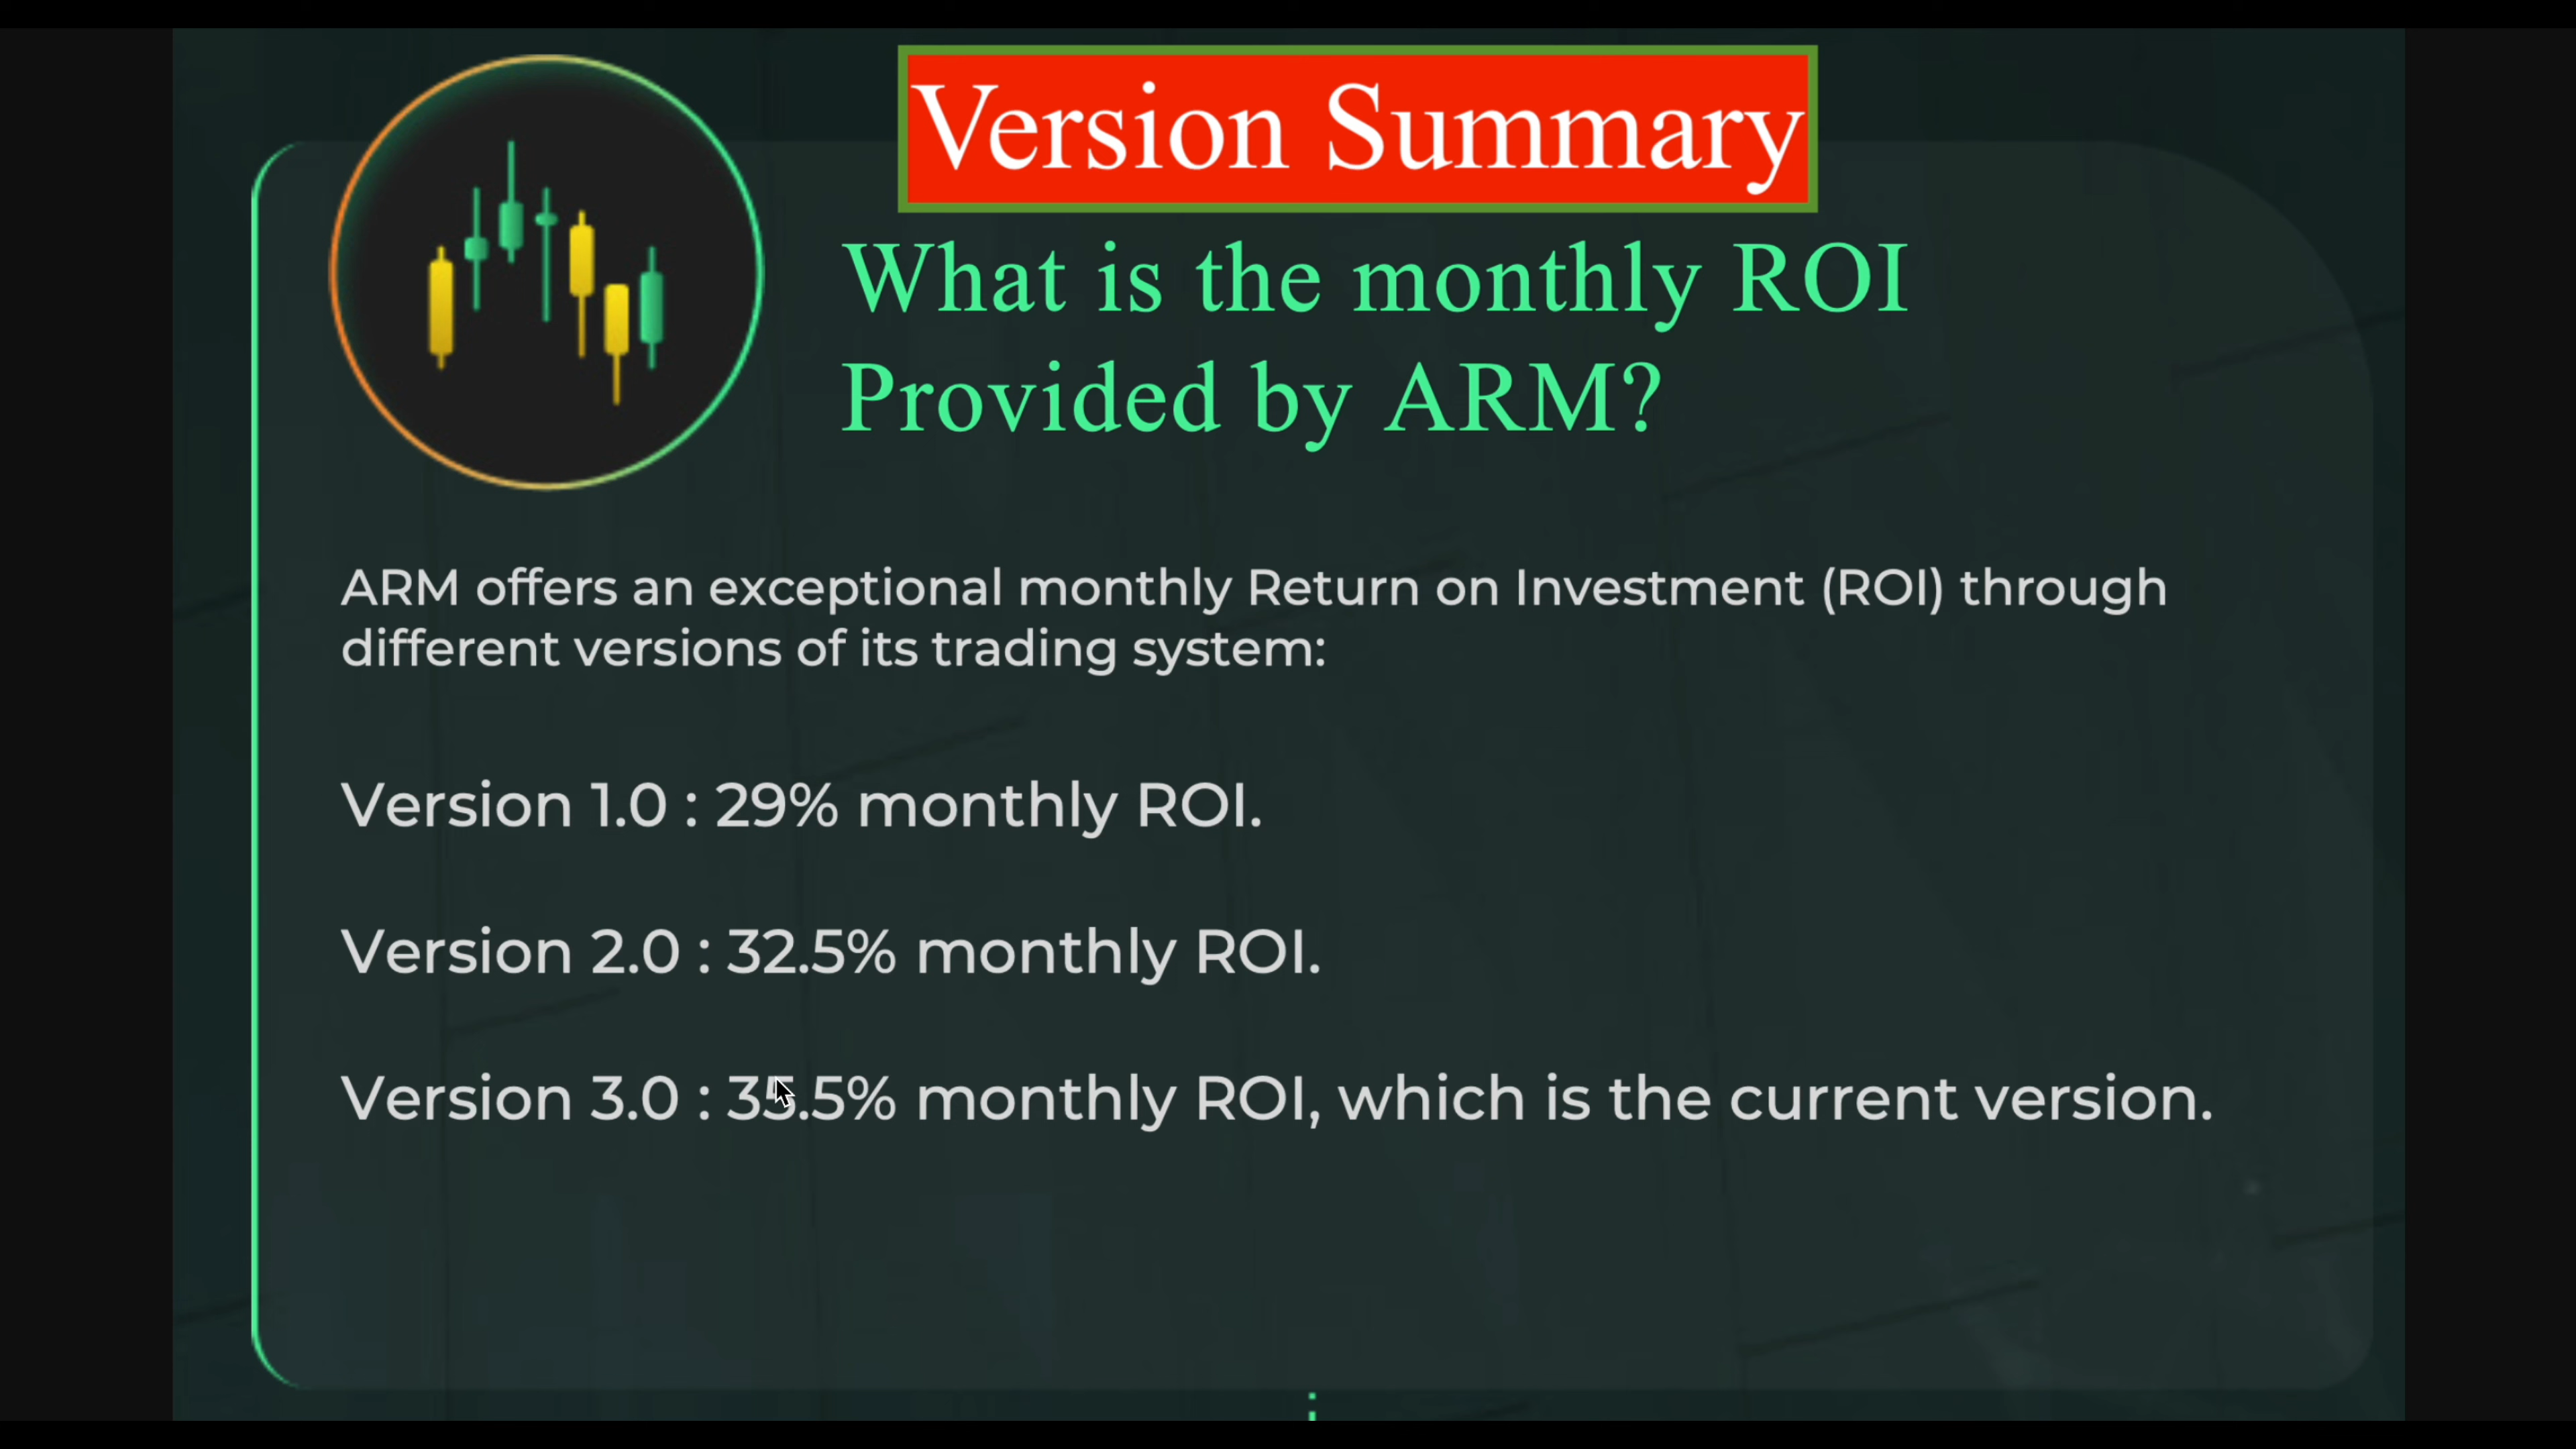 Version Summary
What is the monthly ROI
Provided by ARM?
ARM offers an exceptional monthly Return on Investment (ROI) through
different versions of its trading system:
Version 1.0 : 29% monthly ROI.
Version 2.0 : 32.5% monthly ROI.
Version 3.0 : 35.5% monthly ROI, which is the current version.